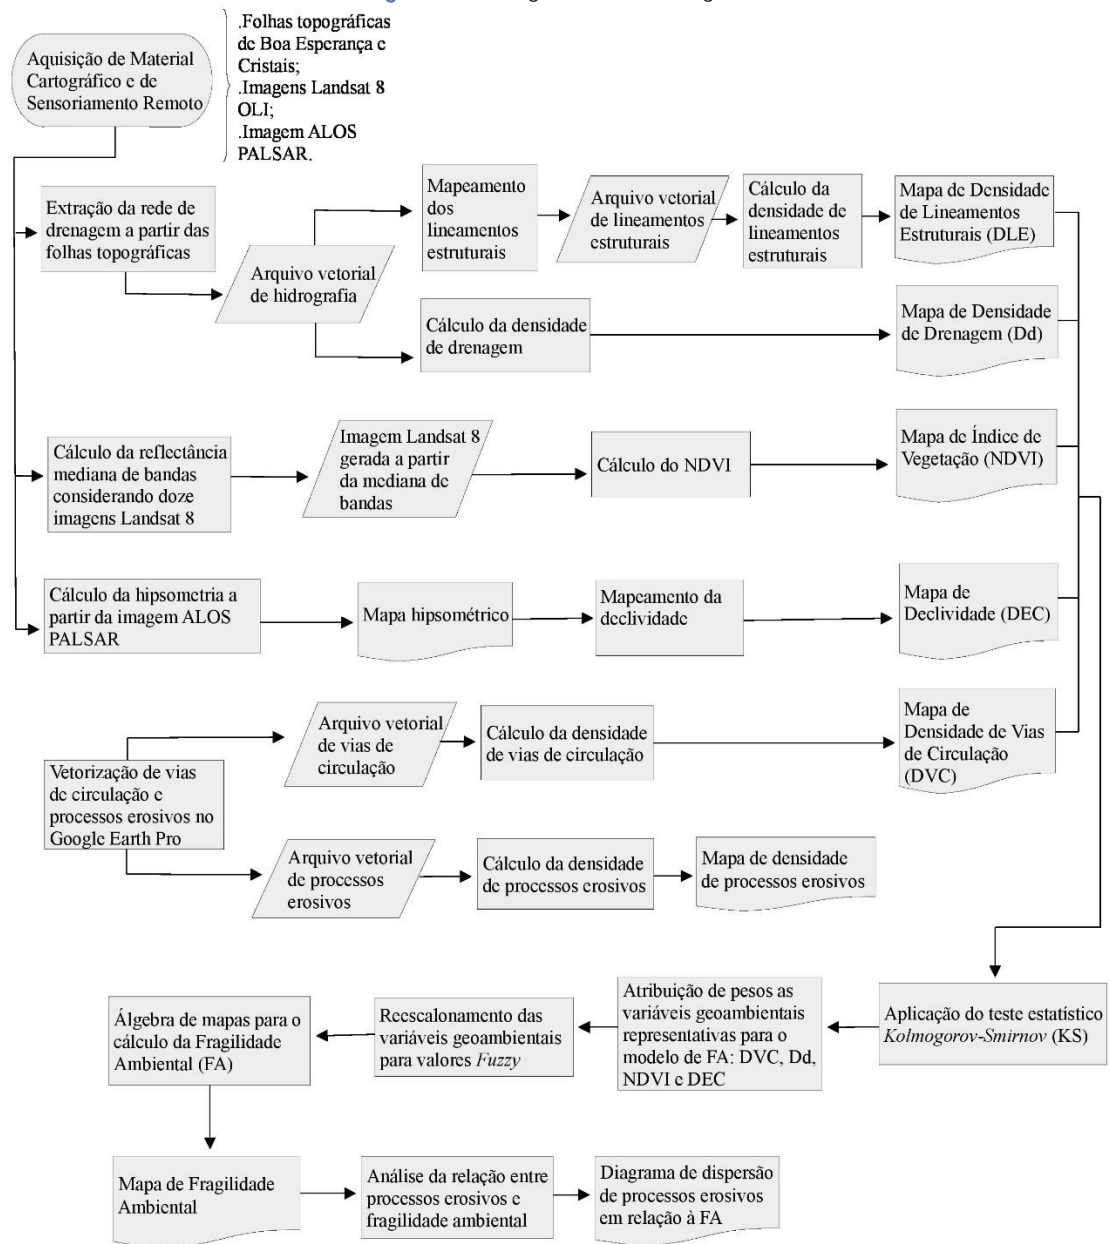 .Folhas topográficas
de Boa Esperança e
Cristais;
.Imagens Landsat 8
OLI;
.Imagem ALOS
PALSAR.
Aquisição de Material
Cartográfico e de
Sensoriamento Remoto
Extração da rede de
drenagem a partir das
folhas topográficas
Arquivo vetorial
de hidrografia
Mapeamento
dos
lineamentos
estruturais
Arquivo vetorial
de lineamentos
estruturais
Cálculo da
densidade de
lineamentos
estruturais
Mapa de Densidade
de Lineamentos
Estruturais (DLE)
Cálculo da densidade
de drenagem
Mapa de Densidade
de Drenagem (Dd)
Cálculo da reflectância
mediana de bandas
considerando doze
imagens Landsat 8
Imagem Landsat 8
gerada a partir
da mediana de
bandas
Cálculo do NDVI
Mapa de Índice de
Vegetação (NDVI)
Cálculo da hipsometria a
partir da imagem ALOS
PALSAR
Mapa hipsométrico
Mapeamento da
declividade
Mapa de
Declividade (DEC)
Vetorização de vias
de circulação e
processos erosivos no
Google Earth Pro
Arquivo vetorial
de vias de
circulação
Cálculo da densidade
de vias de circulação
Mapa de
Densidade de Vias
de Circulação
(DVC)
Arquivo vetorial
de processos
erosivos
Cálculo da densidade
de processos erosivos
Mapa de densidade
de processos erosivos
Aplicação do teste estatístico
Kolmogorov-Smirnov (KS)
Atribuição de pesos as
variáveis geoambientais
representativas para o
modelo de FA: DVC, Dd,
NDVI e DEC
Reescalonamento das
variáveis geoambientais
para valores Fuzzy
Álgebra de mapas para o
cálculo da Fragilidade
Ambiental (FA)
Mapa de Fragilidade
Ambiental
Análise da relação entre
processos erosivos e
fragilidade ambiental
Diagrama de dispersão
de processos erosivos
em relação à FA